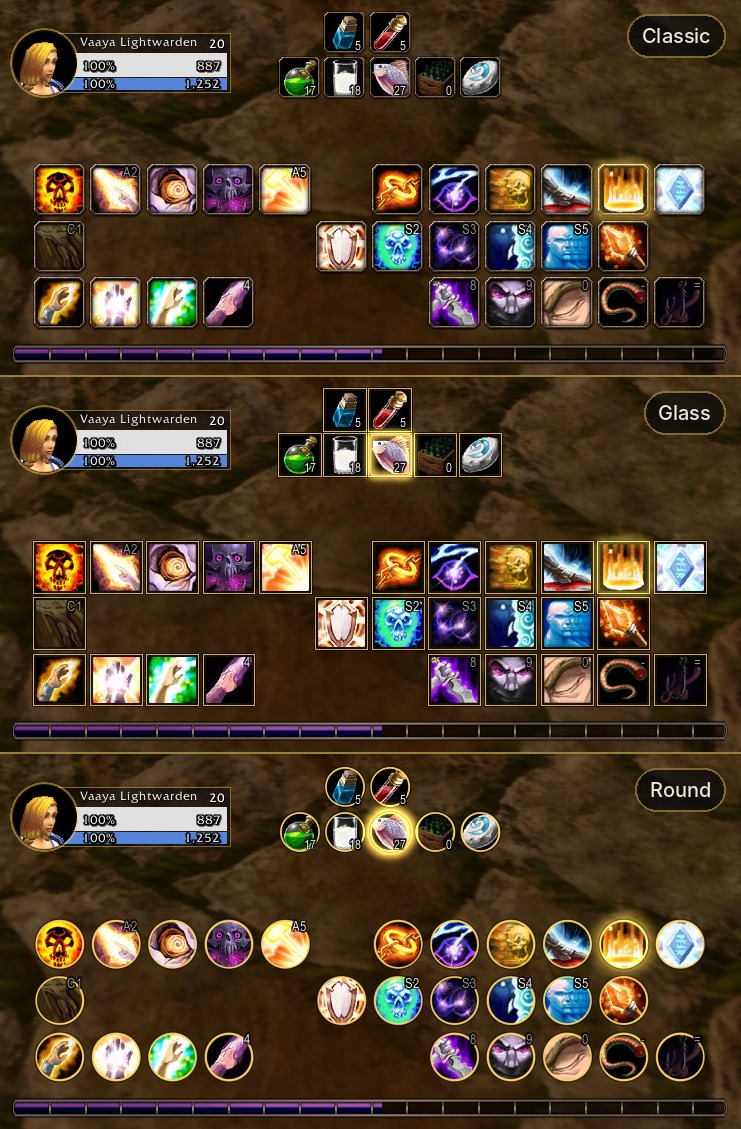 5 5
Classic
Vaaya Lightwarden 20
100% 887
100% 1,252
17 18 27 0
A2 A5
C1 S2 S3 S4 S5
4 8 9 0 - =
5 5
Glass
Vaaya Lightwarden 20
100% 887
100% 1,252
17 18 27 0
A2 A5
C1 S2 S3 S4 S5
4 8 9 0 - =
5 5
Round
Vaaya Lightwarden 20
100% 887
100% 1,252
17 18 27 0
A2 A5
C1 S2 S3 S4 S5
4 8 9 0 - =